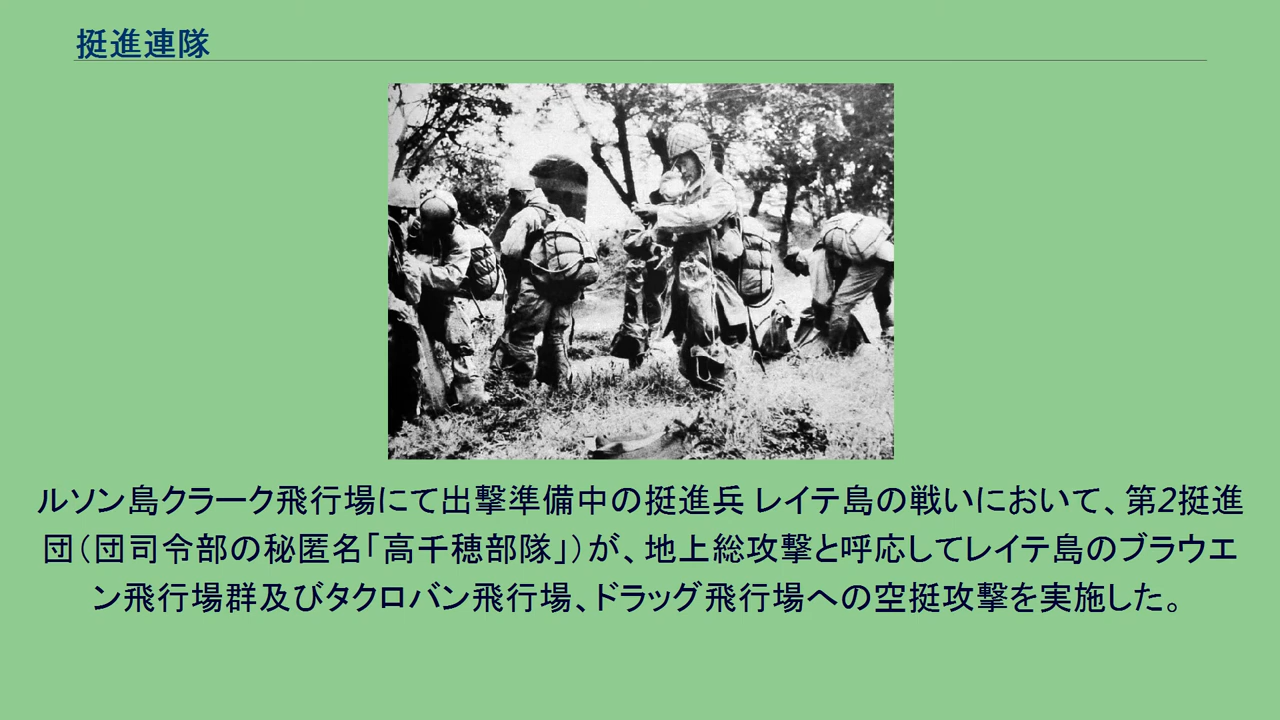 挺進連隊
ルソン島クラーク飛行場にて出撃準備中の挺進兵 レイテ島の戦いにおいて、第2挺進
団（団司令部の秘匿名「高千穂部隊」）が、地上総攻撃と呼応してレイテ島のブラウエ
ン飛行場群及びタクロバン飛行場、ドラッグ飛行場への空挺攻撃を実施した。